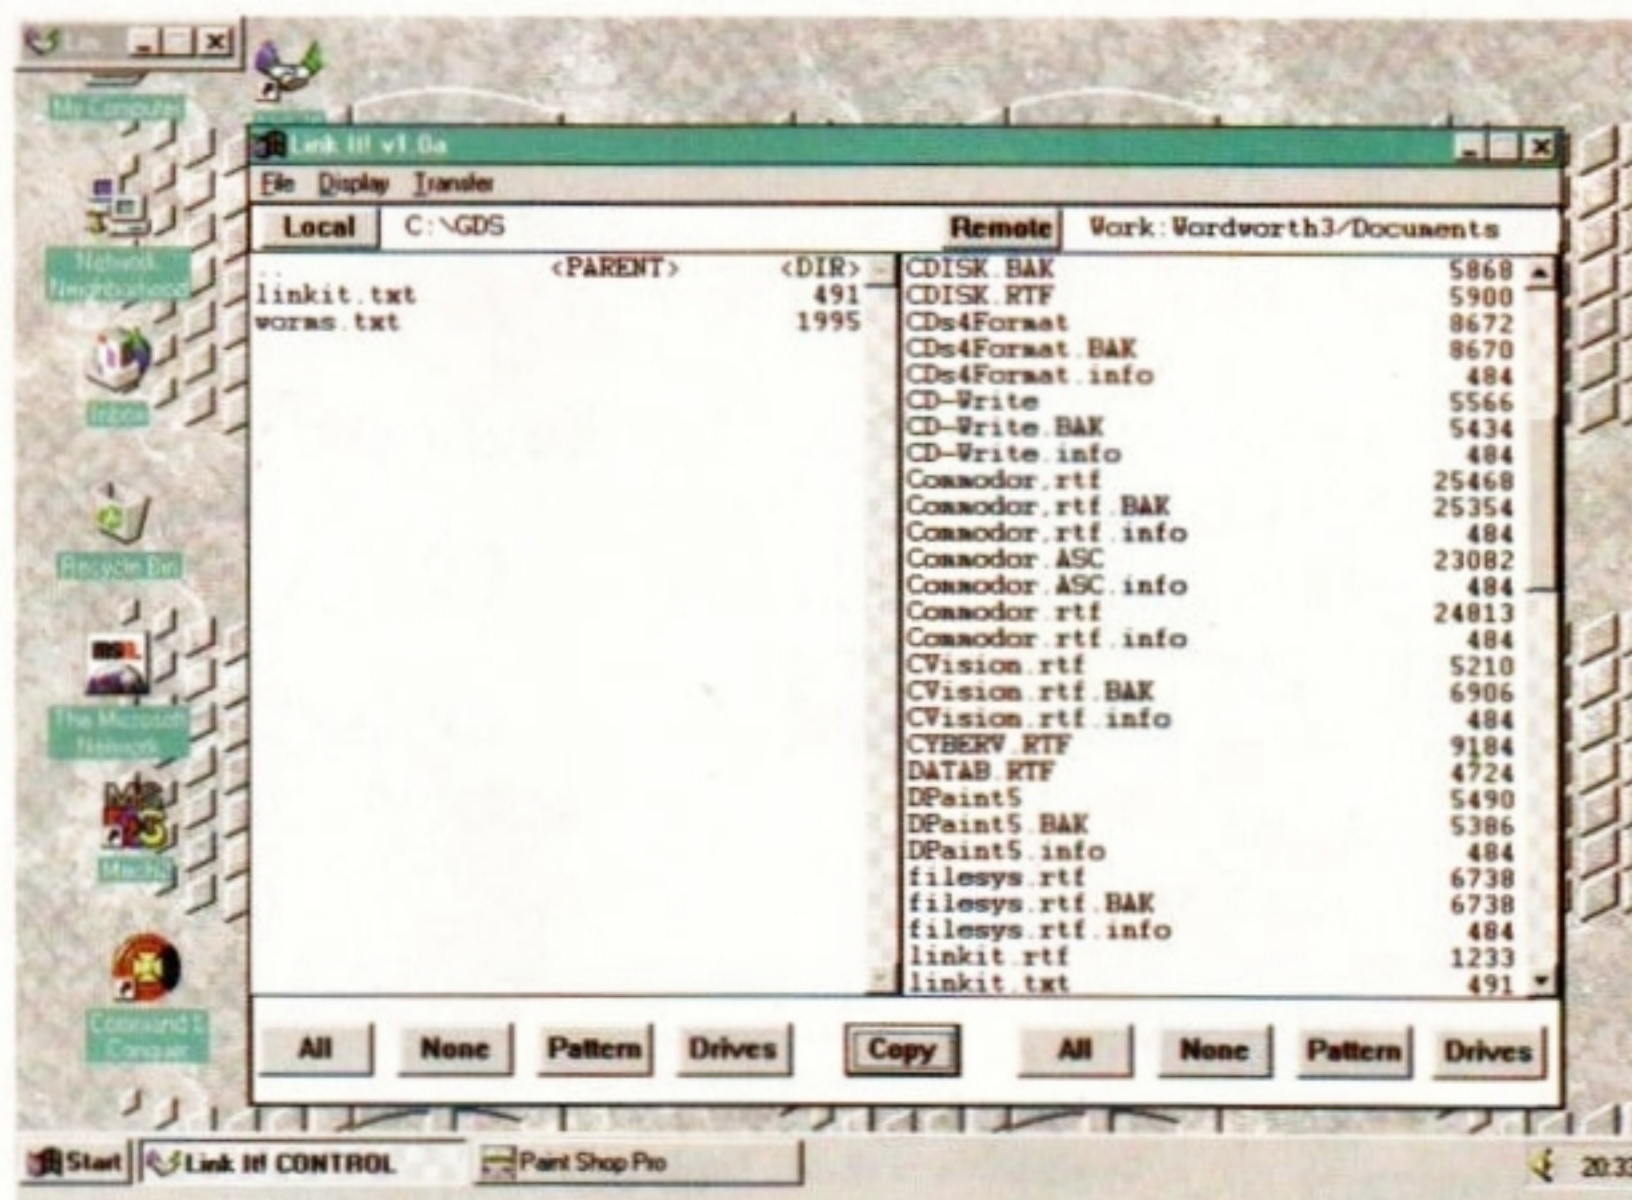 My Computer
Link It! v1.0a
File Display Transfer
Local C:\GDS Remote Work:Wordworth3/Documents
.. <PARENT> <DIR>
linkit.txt 491
worms.txt 1995
CDISK.BAK 5868
CDISK.RTF 5900
CDs4Format 8672
CDs4Format.BAK 8670
CDs4Format.info 484
CD-Write 5566
CD-Write.BAK 5434
CD-Write.info 484
Commodor,rtf 25468
Commodor,rtf.BAK 25354
Commodor,rtf.info 484
Commodor.ASC 23082
Commodor.ASC.info 484
Commodor.rtf 24813
Commodor.rtf.info 484
CVision.rtf 5210
CVision.rtf.BAK 6906
CVision.rtf.info 484
CYBERV.RTF 9184
DATAB.RTF 4724
DPaint5 5490
DPaint5.BAK 5386
DPaint5.info 484
filesys.rtf 6738
filesys.rtf.BAK 6738
filesys.rtf.info 484
linkit.rtf 1233
linkit.txt 491
All None Pattern Drives Copy All None Pattern Drives
Network
Neighborhood
Inbox
Recycle Bin
msn.
The Microsoft
Network
Mech2
Command &
Conquer
Start Link It! CONTROL Paint Shop Pro 20:33